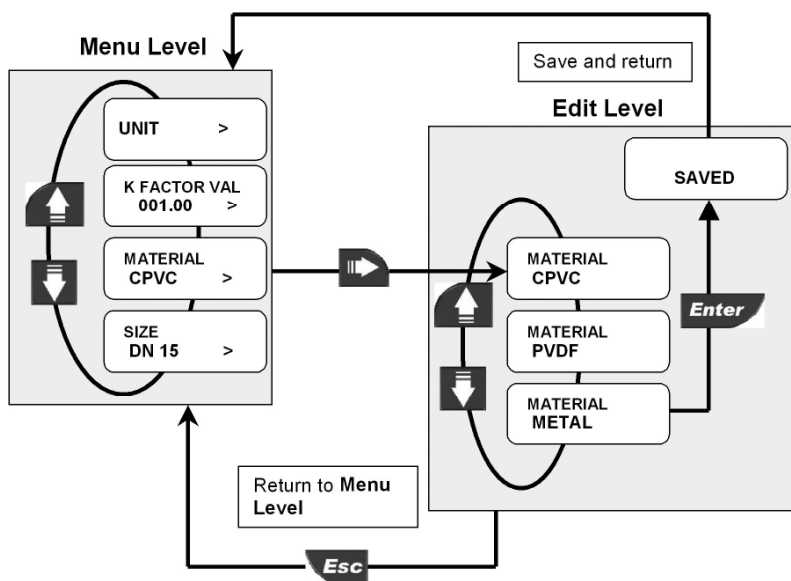 Menu Level
UNIT >
K FACTOR VAL
001.00 >
MATERIAL
CPVC >
SIZE
DN 15 >
Save and return
Edit Level
SAVED
MATERIAL
CPVC
MATERIAL
PVDF
MATERIAL
METAL
Enter
Return to Menu
Level
Esc